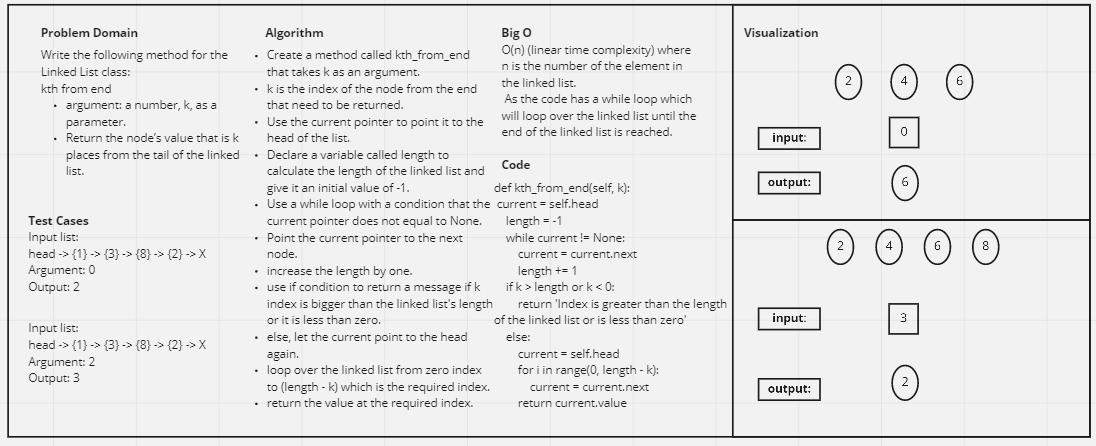 Problem Domain
Write the following method for the
Linked List class:
kth from end
• argument: a number, k, as a
parameter.
• Return the node's value that is k
places from the tail of the linked
list.
Test Cases
Input list:
head -> {1} -> {3} -> {8} -> {2} -> X
Argument: 0
Output: 2
Input list:
head -> {1} -> {3} -> {8} -> {2} -> X
Argument: 2
Output: 3
Algorithm
• Create a method called kth_from_end
that takes k as an argument.
• k is the index of the node from the end
that need to be returned.
• Use the current pointer to point it to the
head of the list.
• Declare a variable called length to
calculate the length of the linked list and
give it an initial value of -1.
• Use a while loop with a condition that the
current pointer does not equal to None.
• Point the current pointer to the next
node.
• increase the length by one.
• use if condition to return a message if k
index is bigger than the linked list's length
or it is less than zero.
• else, let the current point to the head
again.
• loop over the linked list from zero index
to (length - k) which is the required index.
• return the value at the required index.
Big O
O(n) (linear time complexity) where
n is the number of the element in
the linked list.
As the code has a while loop which
will loop over the linked list until the
end of the linked list is reached.
Code
def kth_from_end(self, k):
current = self.head
length = -1
while current != None:
current = current.next
length += 1
if k > length or k < 0:
return 'Index is greater than the length
of the linked list or is less than zero'
else:
current = self.head
for i in range(0, length - k):
current = current.next
return current.value
Visualization
2 4 6
input: 0
output: 6
2 4 6 8
input: 3
output: 2